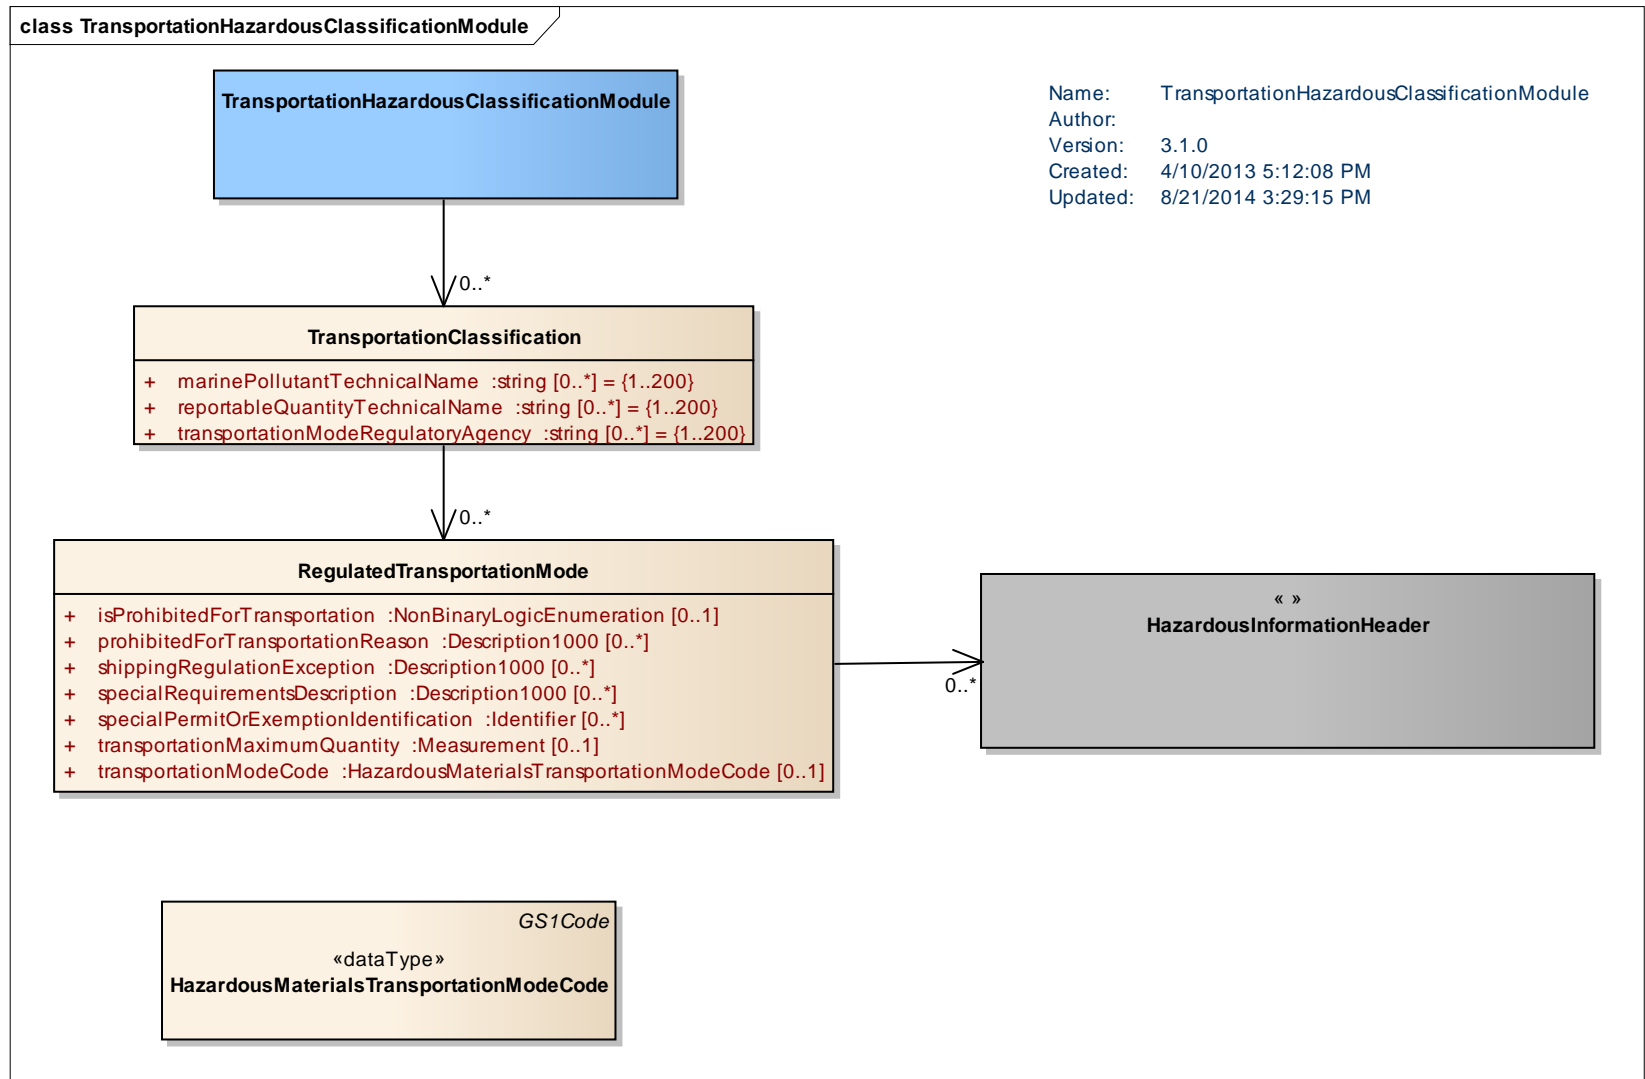 class TransportationHazardousClassificationModule
TransportationHazardousClassificationModule
Name: TransportationHazardousClassificationModule
Author:
Version: 3.1.0
Created: 4/10/2013 5:12:08 PM
Updated: 8/21/2014 3:29:15 PM
0..*
TransportationClassification
+ marinePollutantTechnicalName :string [0..*] = {1..200}
+ reportableQuantityTechnicalName :string [0..*] = {1..200}
+ transportationModeRegulatoryAgency :string [0..*] = {1..200}
0..*
RegulatedTransportationMode
+ isProhibitedForTransportation :NonBinaryLogicEnumeration [0..1]
+ prohibitedForTransportationReason :Description1000 [0..*]
+ shippingRegulationException :Description1000 [0..*]
+ specialRequirementsDescription :Description1000 [0..*]
+ specialPermitOrExemptionIdentification :Identifier [0..*]
+ transportationMaximumQuantity :Measurement [0..1]
+ transportationModeCode :HazardousMaterialsTransportationModeCode [0..1]
0..*
« »
HazardousInformationHeader
GS1Code
«dataType»
HazardousMaterialsTransportationModeCode